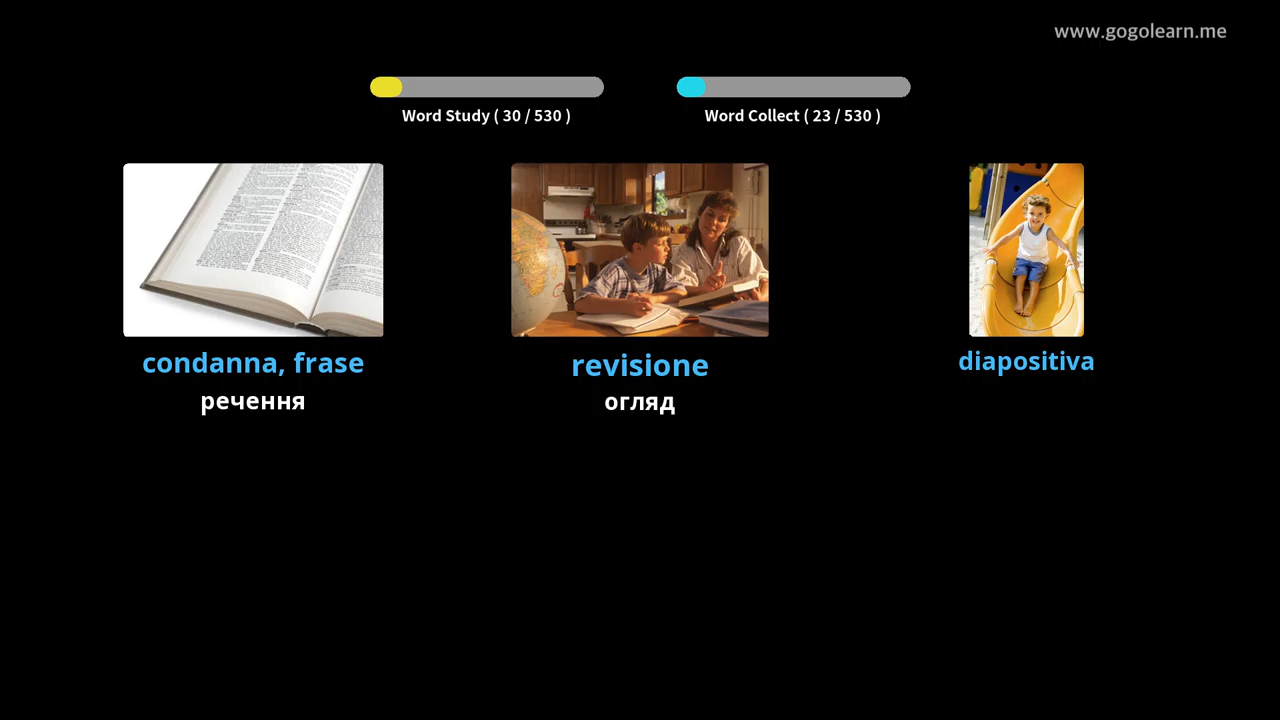 www.gogolearn.me
Word Study ( 30 / 530 )
Word Collect ( 23 / 530 )
condanna, frase
речення
revisione
огляд
diapositiva